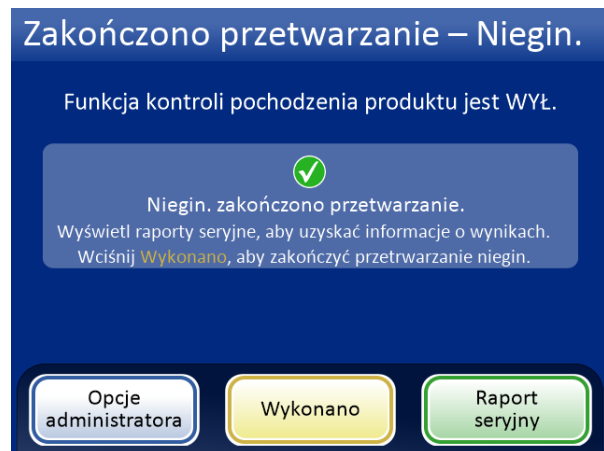 Zakończono przetwarzanie – Niegin.
Funkcja kontroli pochodzenia produktu jest WYŁ.
Niegin. zakończono przetwarzanie.
Wyświetl raporty seryjne, aby uzyskać informacje o wynikach.
Wciśnij Wykonano, aby zakończyć przetrwarzanie niegin.
Opcje
administratora
Wykonano
Raport
seryjny